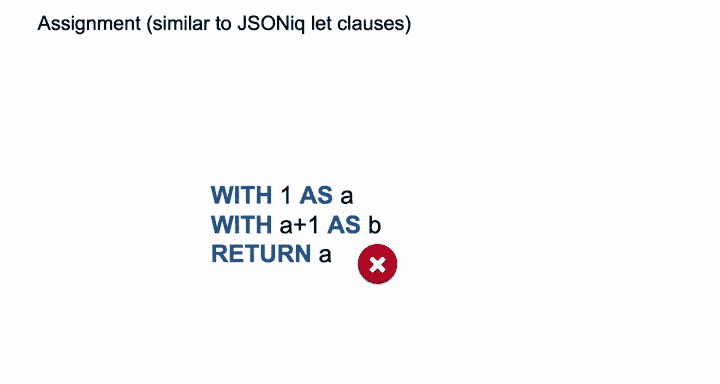 Assignment (similar to JSONiq let clauses)
WITH 1 AS a
WITH a+1 AS b
RETURN a